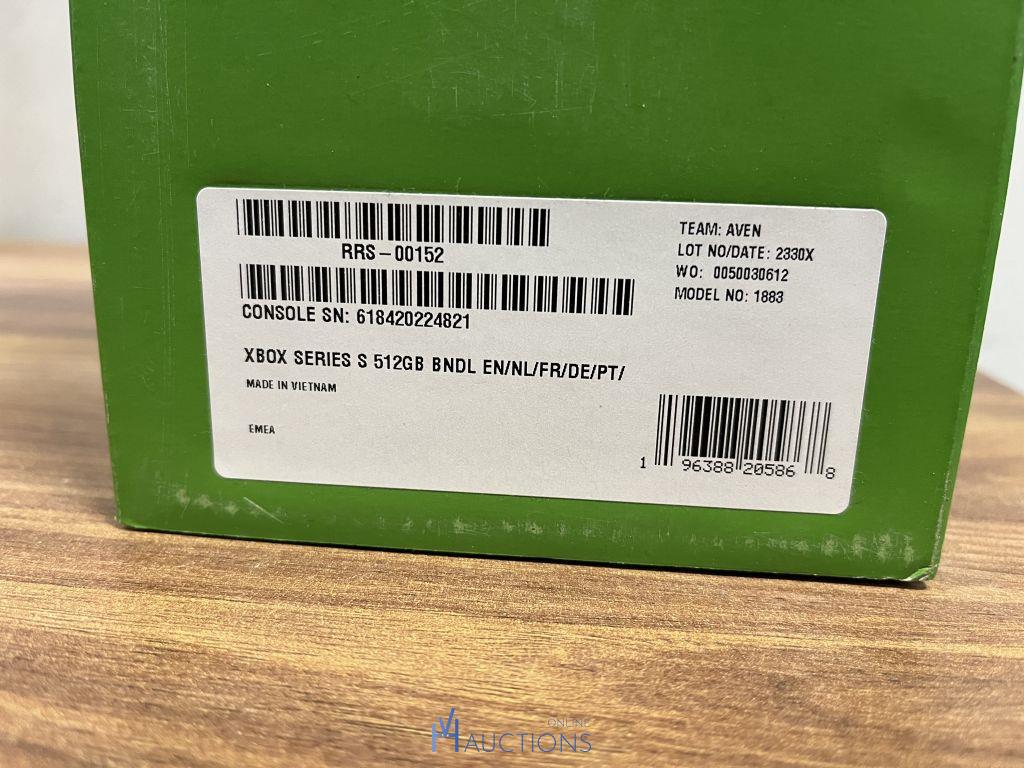 RRS-00152
CONSOLE SN: 618420224821
XBOX SERIES S 512GB BNDL EN/NL/FR/DE/PT/
MADE IN VIETNAM
EMEA
TEAM: AVEN
LOT NO/DATE: 2330X
WO: 0050030612
MODEL NO: 1883
1 96388 20586 8
ONLINE
VH AUCTIONS